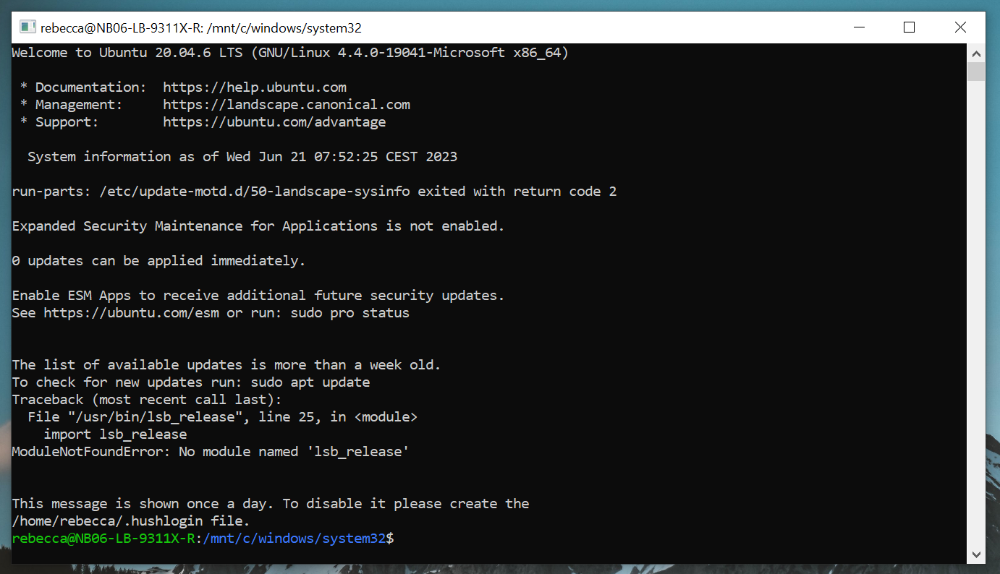 rebecca@NB06-LB-9311X-R: /mnt/c/windows/system32
Welcome to Ubuntu 20.04.6 LTS (GNU/Linux 4.4.0-19041-Microsoft x86_64)
* Documentation:  https://help.ubuntu.com
* Management:     https://landscape.canonical.com
* Support:        https://ubuntu.com/advantage
System information as of Wed Jun 21 07:52:25 CEST 2023
run-parts: /etc/update-motd.d/50-landscape-sysinfo exited with return code 2
Expanded Security Maintenance for Applications is not enabled.
0 updates can be applied immediately.
Enable ESM Apps to receive additional future security updates.
See https://ubuntu.com/esm or run: sudo pro status
The list of available updates is more than a week old.
To check for new updates run: sudo apt update
Traceback (most recent call last):
  File "/usr/bin/lsb_release", line 25, in <module>
    import lsb_release
ModuleNotFoundError: No module named 'lsb_release'
This message is shown once a day. To disable it please create the
/home/rebecca/.hushlogin file.
rebecca@NB06-LB-9311X-R:/mnt/c/windows/system32$